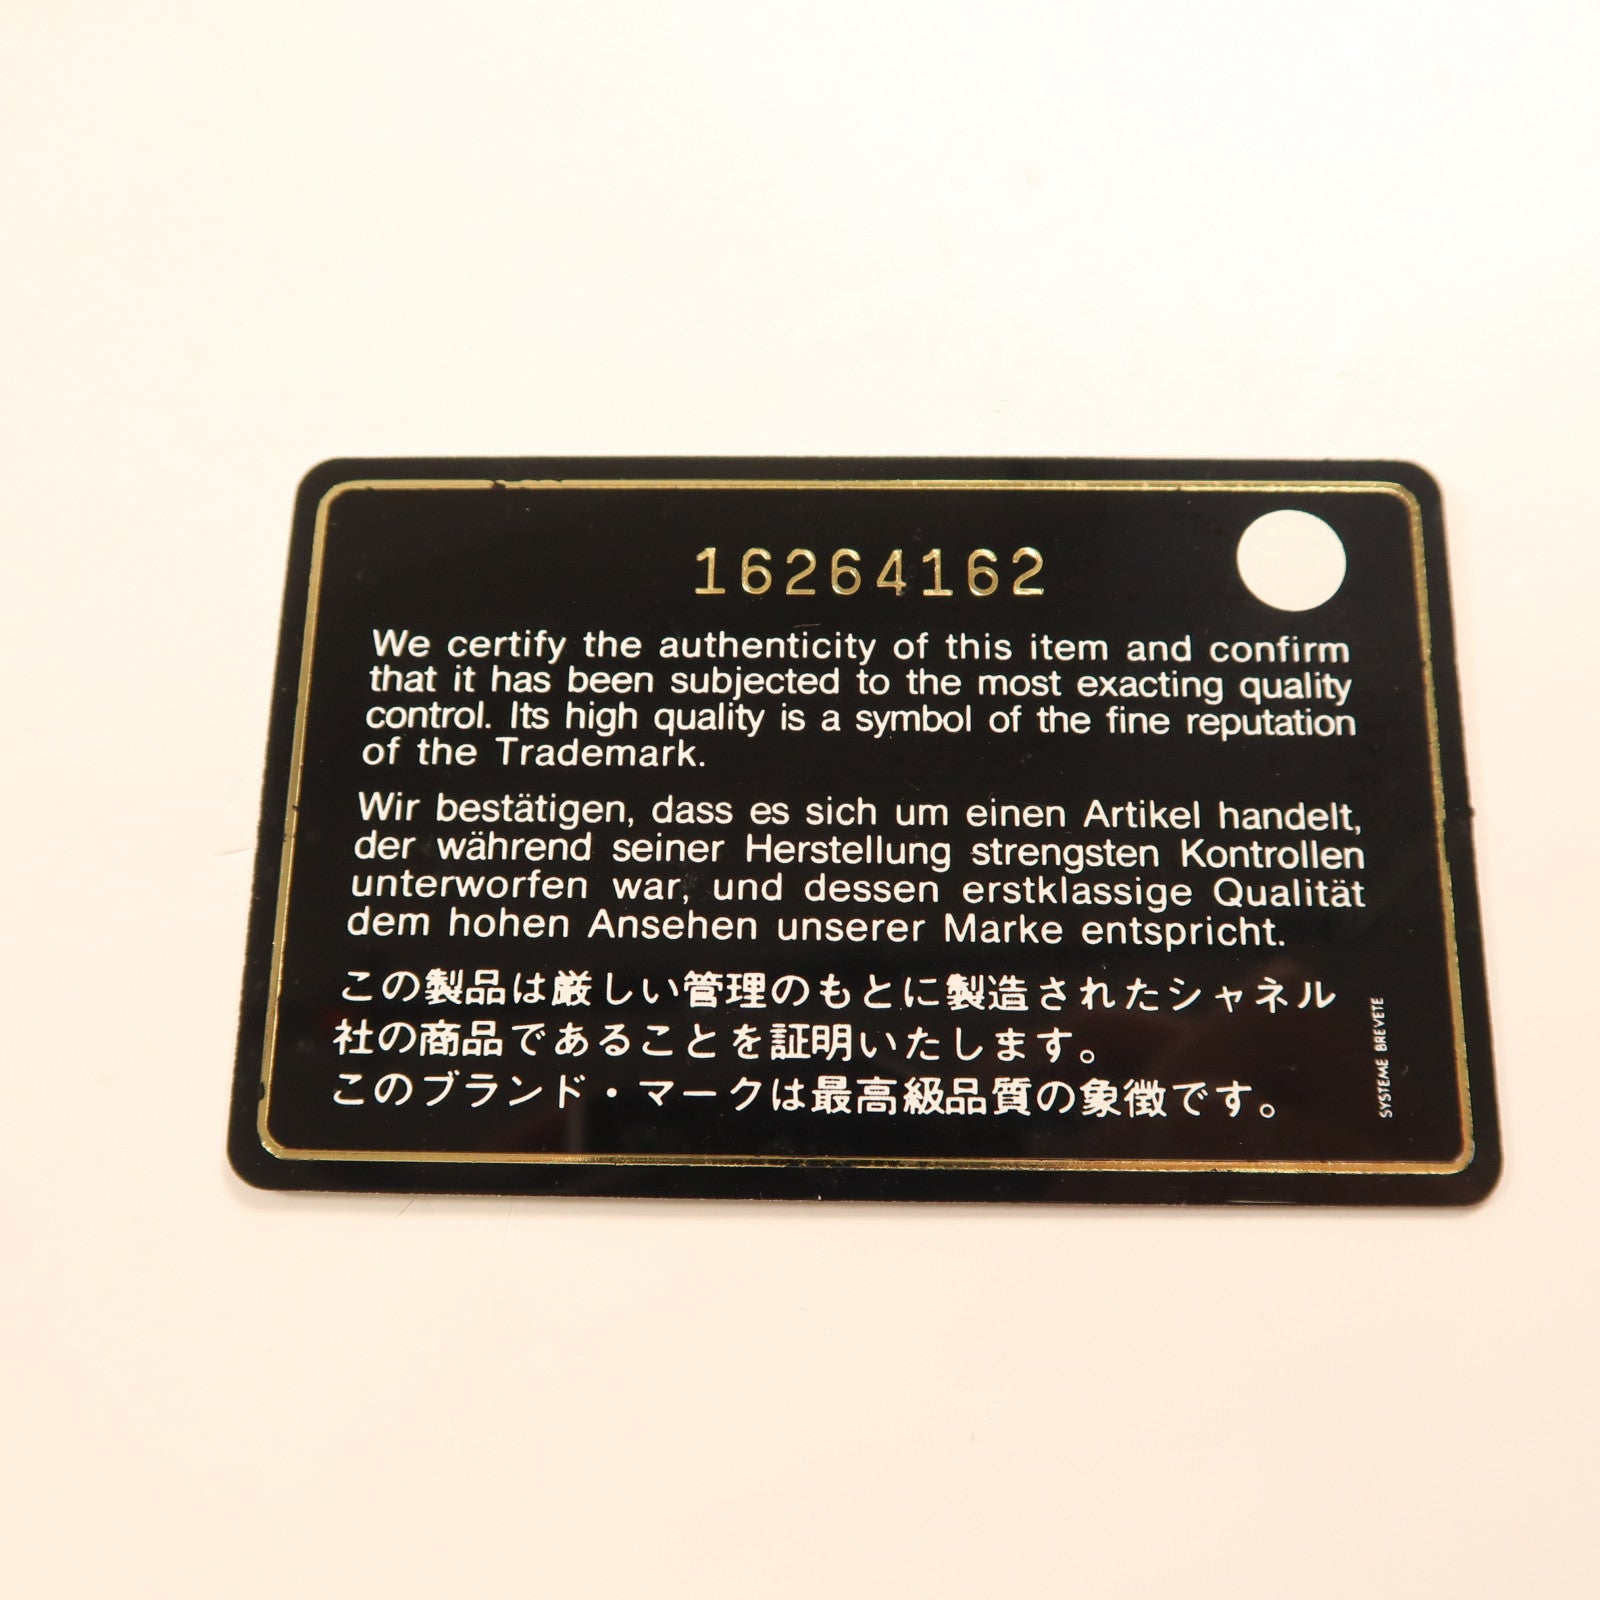 16264162
We certify the authenticity of this item and confirm
that it has been subjected to the most exacting quality
control. Its high quality is a symbol of the fine reputation
of the Trademark.
Wir bestätigen, dass es sich um einen Artikel handelt,
der während seiner Herstellung strengsten Kontrollen
unterworfen war, und dessen erstklassige Qualität
dem hohen Ansehen unserer Marke entspricht.
この製品は厳しい管理のもとに製造されたシャネル
社の商品であることを証明いたします。
このブランド・マークは最高級品質の象徴です。
SYSTEME BREVETE